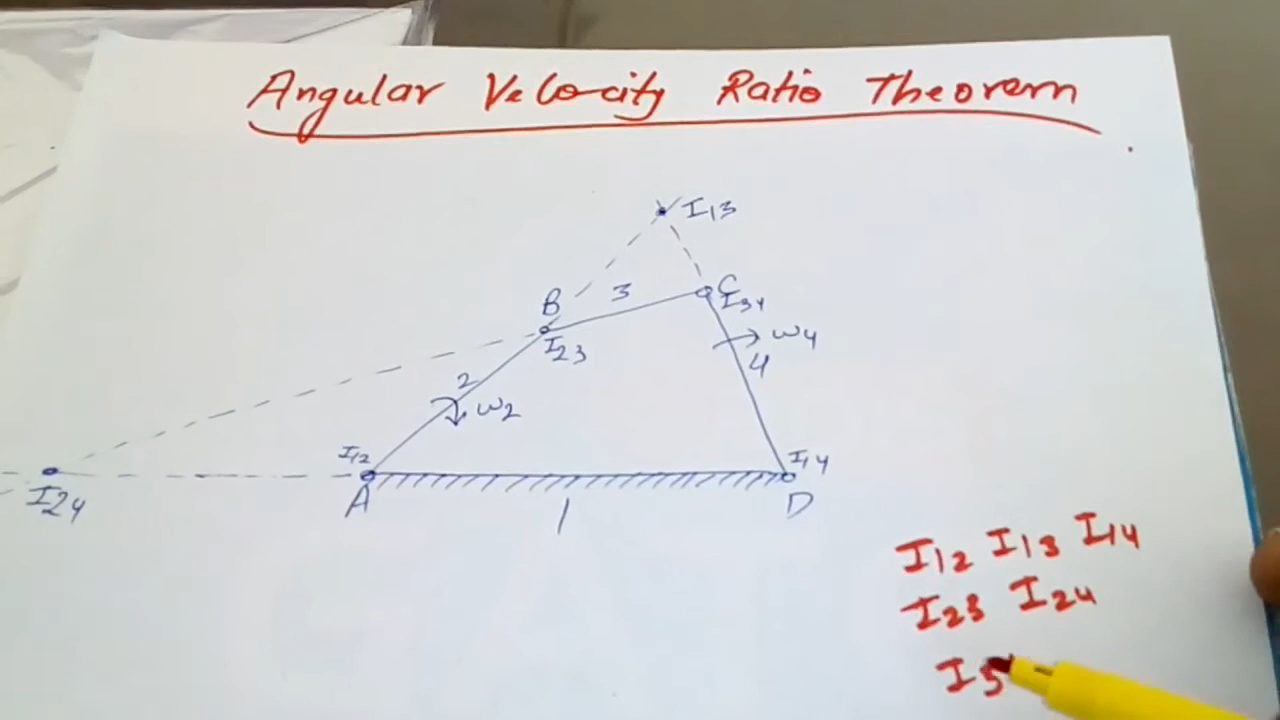 Angular Velocity Ratio Theorem
I13
B
3
C
I34
I23
ω4
4
2
ω2
I12
I14
I24
A
D
1
I12 I13 I14
I23 I24
I3